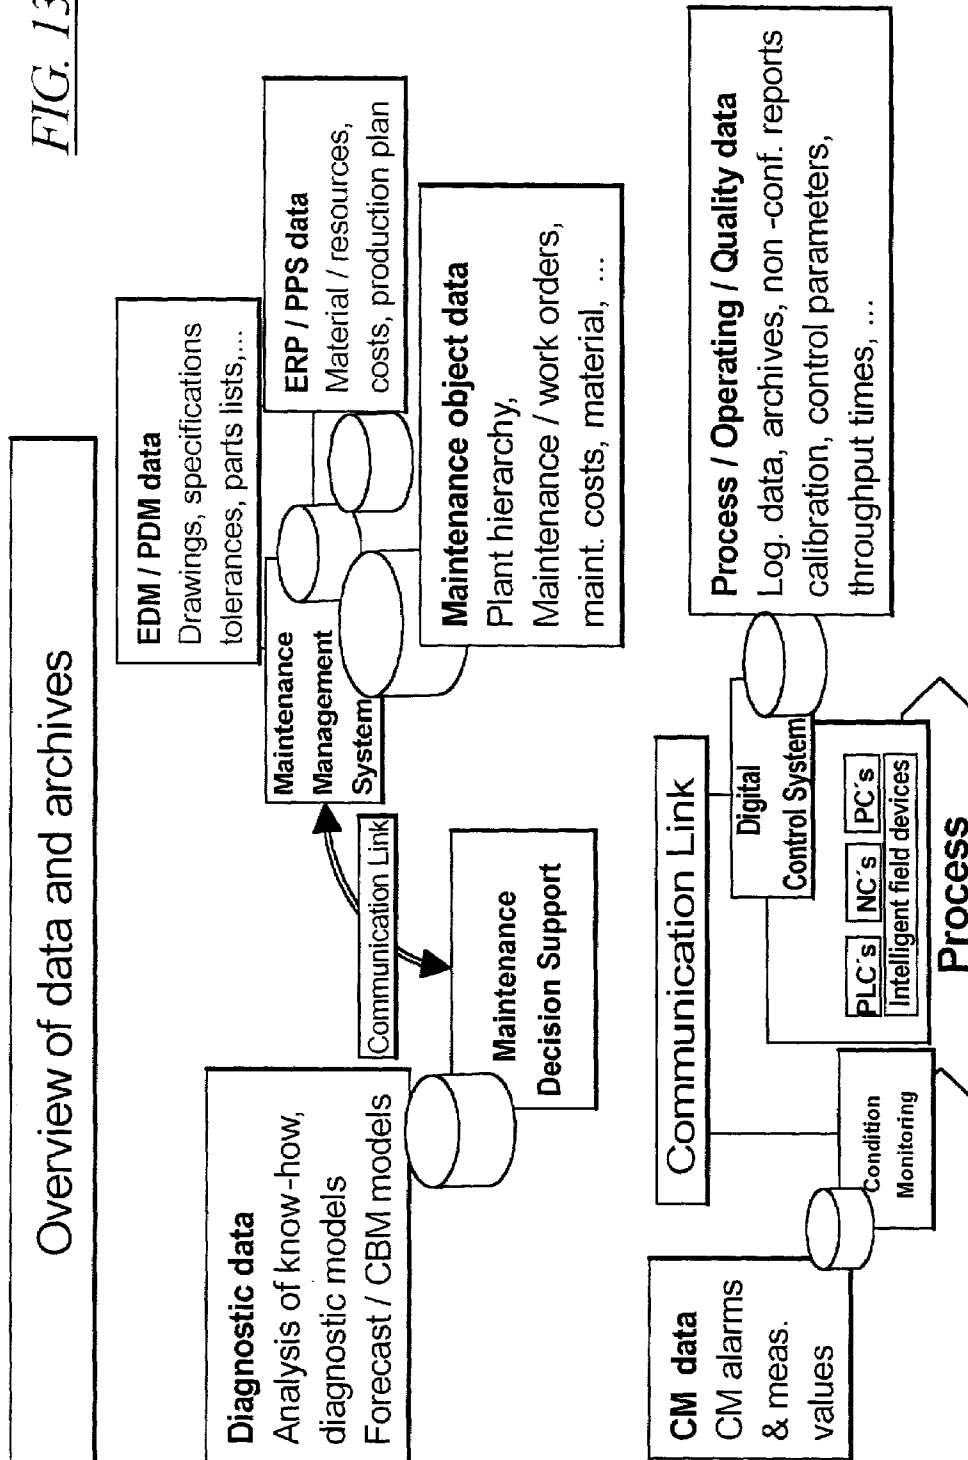 FIG. 13
Overview of data and archives
EDM / PDM data
Drawings, specifications
tolerances, parts lists,...
ERP / PPS data
Material / resources,
costs, production plan
Diagnostic data
Analysis of know-how,
diagnostic models
Forecast / CBM models
Maintenance
Management
System
Communication Link
Maintenance
Decision Support
Maintenance object data
Plant hierarchy,
Maintenance / work orders,
maint. costs, material, ...
Communication Link
CM data
CM alarms
& meas.
values
Condition
Monitoring
Digital
Control System
PLC´s
NC´s
PC´s
Intelligent field devices
Process / Operating / Quality data
Log. data, archives, non -conf. reports
calibration, control parameters,
throughput times, ...
Process